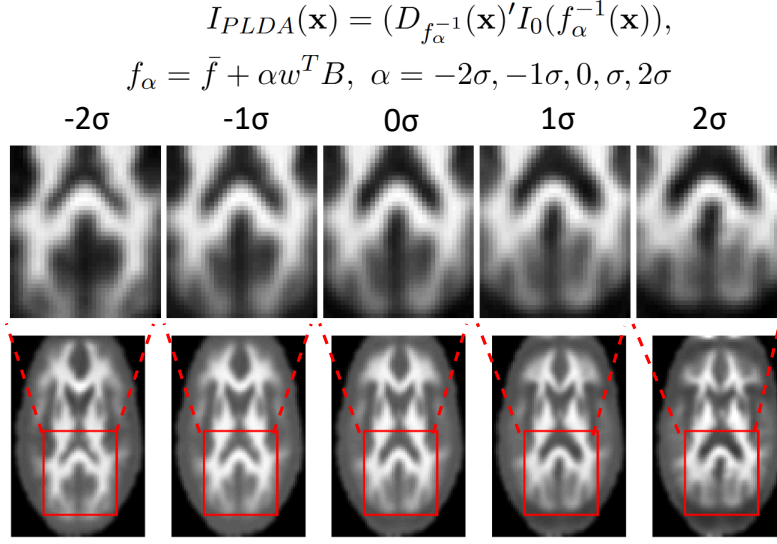 I_{PLDA}(x) = (D_{f_α^{-1}}(x)′I_0(f_α^{-1}(x)),
f_α = f̄ + αw^T B, α = −2σ, −1σ, 0, σ, 2σ
-2σ -1σ 0σ 1σ 2σ